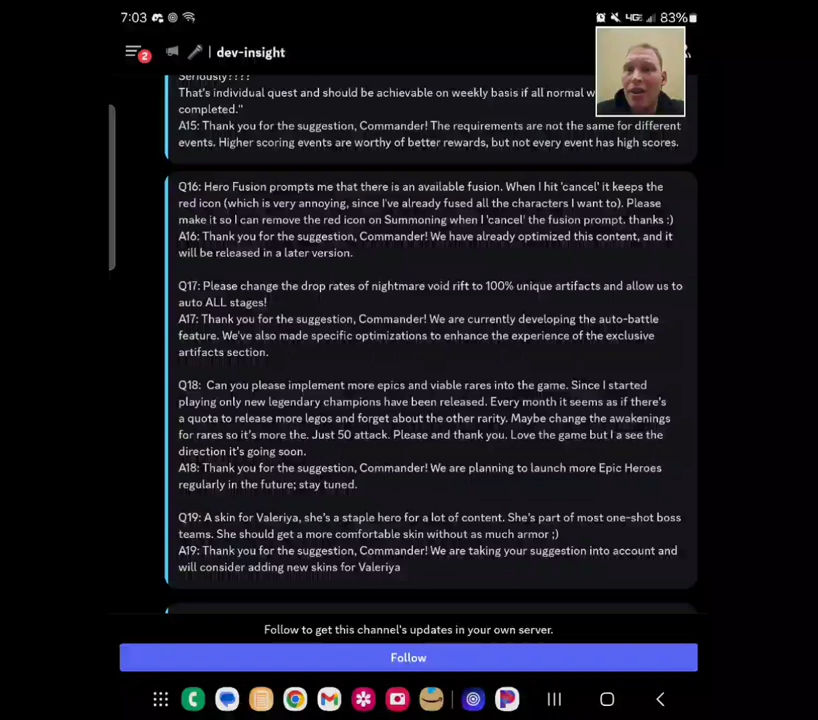 7:03
83%
2
dev-insight
Seriously????
That's individual quest and should be achievable on weekly basis if all normal
completed."
A15: Thank you for the suggestion, Commander! The requirements are not the same for different
events. Higher scoring events are worthy of better rewards, but not every event has high scores.
Q16: Hero Fusion prompts me that there is an available fusion. When I hit 'cancel' it keeps the
red icon (which is very annoying, since I've already fused all the characters I want to). Please
make it so I can remove the red icon on Summoning when I 'cancel' the fusion prompt. thanks :)
A16: Thank you for the suggestion, Commander! We have already optimized this content, and it
will be released in a later version.
Q17: Please change the drop rates of nightmare void rift to 100% unique artifacts and allow us to
auto ALL stages!
A17: Thank you for the suggestion, Commander! We are currently developing the auto-battle
feature. We've also made specific optimizations to enhance the experience of the exclusive
artifacts section.
Q18: Can you please implement more epics and viable rares into the game. Since I started
playing only new legendary champions have been released. Every month it seems as if there's
a quota to release more legos and forget about the other rarity. Maybe change the awakenings
for rares so it's more the. Just 50 attack. Please and thank you. Love the game but I a see the
direction it's going soon.
A18: Thank you for the suggestion, Commander! We are planning to launch more Epic Heroes
regularly in the future; stay tuned.
Q19: A skin for Valeriya, she's a staple hero for a lot of content. She's part of most one-shot boss
teams. She should get a more comfortable skin without as much armor ;)
A19: Thank you for the suggestion, Commander! We are taking your suggestion into account and
will consider adding new skins for Valeriya
Follow to get this channel's updates in your own server.
Follow